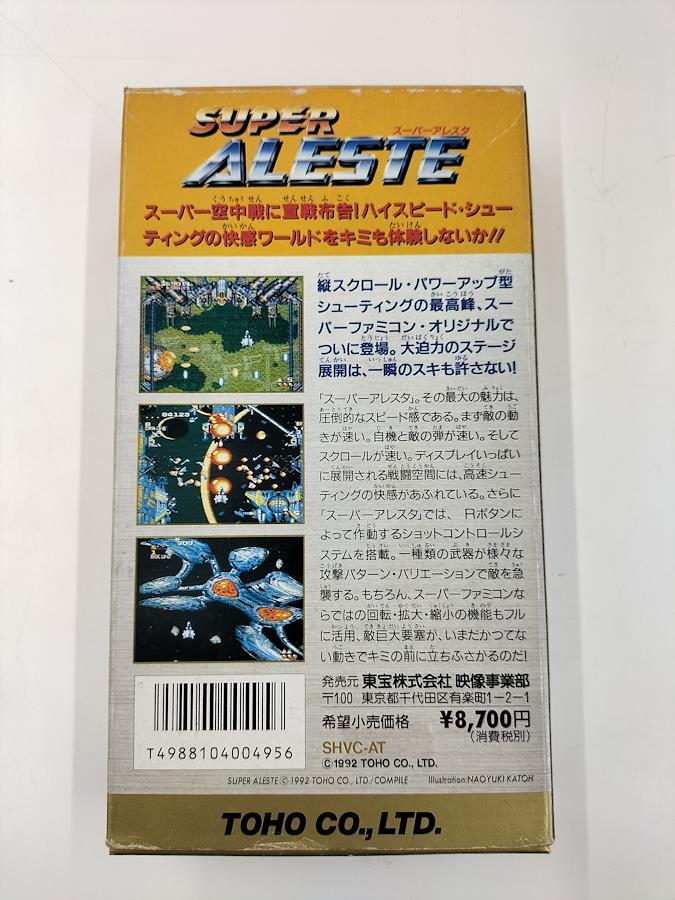 SUPER
スーパーアレスタ
ALESTE
スーパー空中戦に宣戦布告!ハイスピード・シュー
ティングの快感ワールドをキミも体験しないか!!
縦スクロール・パワーアップ型
シューティングの最高峰、スー
パーファミコン・オリジナルで
ついに登場。大迫力のステージ
展開は、一瞬のスキも許さない!
「スーパーアレスタ」。その最大の魅力は、
圧倒的なスピード感である。まず敵の動
きが速い。自機と敵の弾が速い。そして
スクロールが速い。ディスプレイいっぱい
に展開される戦闘空間には、高速シュー
ティングの快感があふれている。さらに
「スーパーアレスタ」では、Rボタンに
よって作動するショットコントロールシ
ステムを搭載。一種類の武器が様々な
攻撃パターン・バリエーションで敵を急
襲する。もちろん、スーパーファミコンな
らではの回転・拡大・縮小の機能もフル
に活用、敵巨大要塞が、いまだかつてな
い動きでキミの前に立ちふさがるのだ!
発売元 東宝株式会社 映像事業部
〒100 東京都千代田区有楽町1-2-1
希望小売価格 ¥8,700円
(消費税別)
SHVC-AT
©1992 TOHO CO., LTD.
T4988104004956
SUPER ALESTE©1992 TOHO CO., LTD./COMPILE Illustration:NAOYUKI KATOH
TOHO CO., LTD.